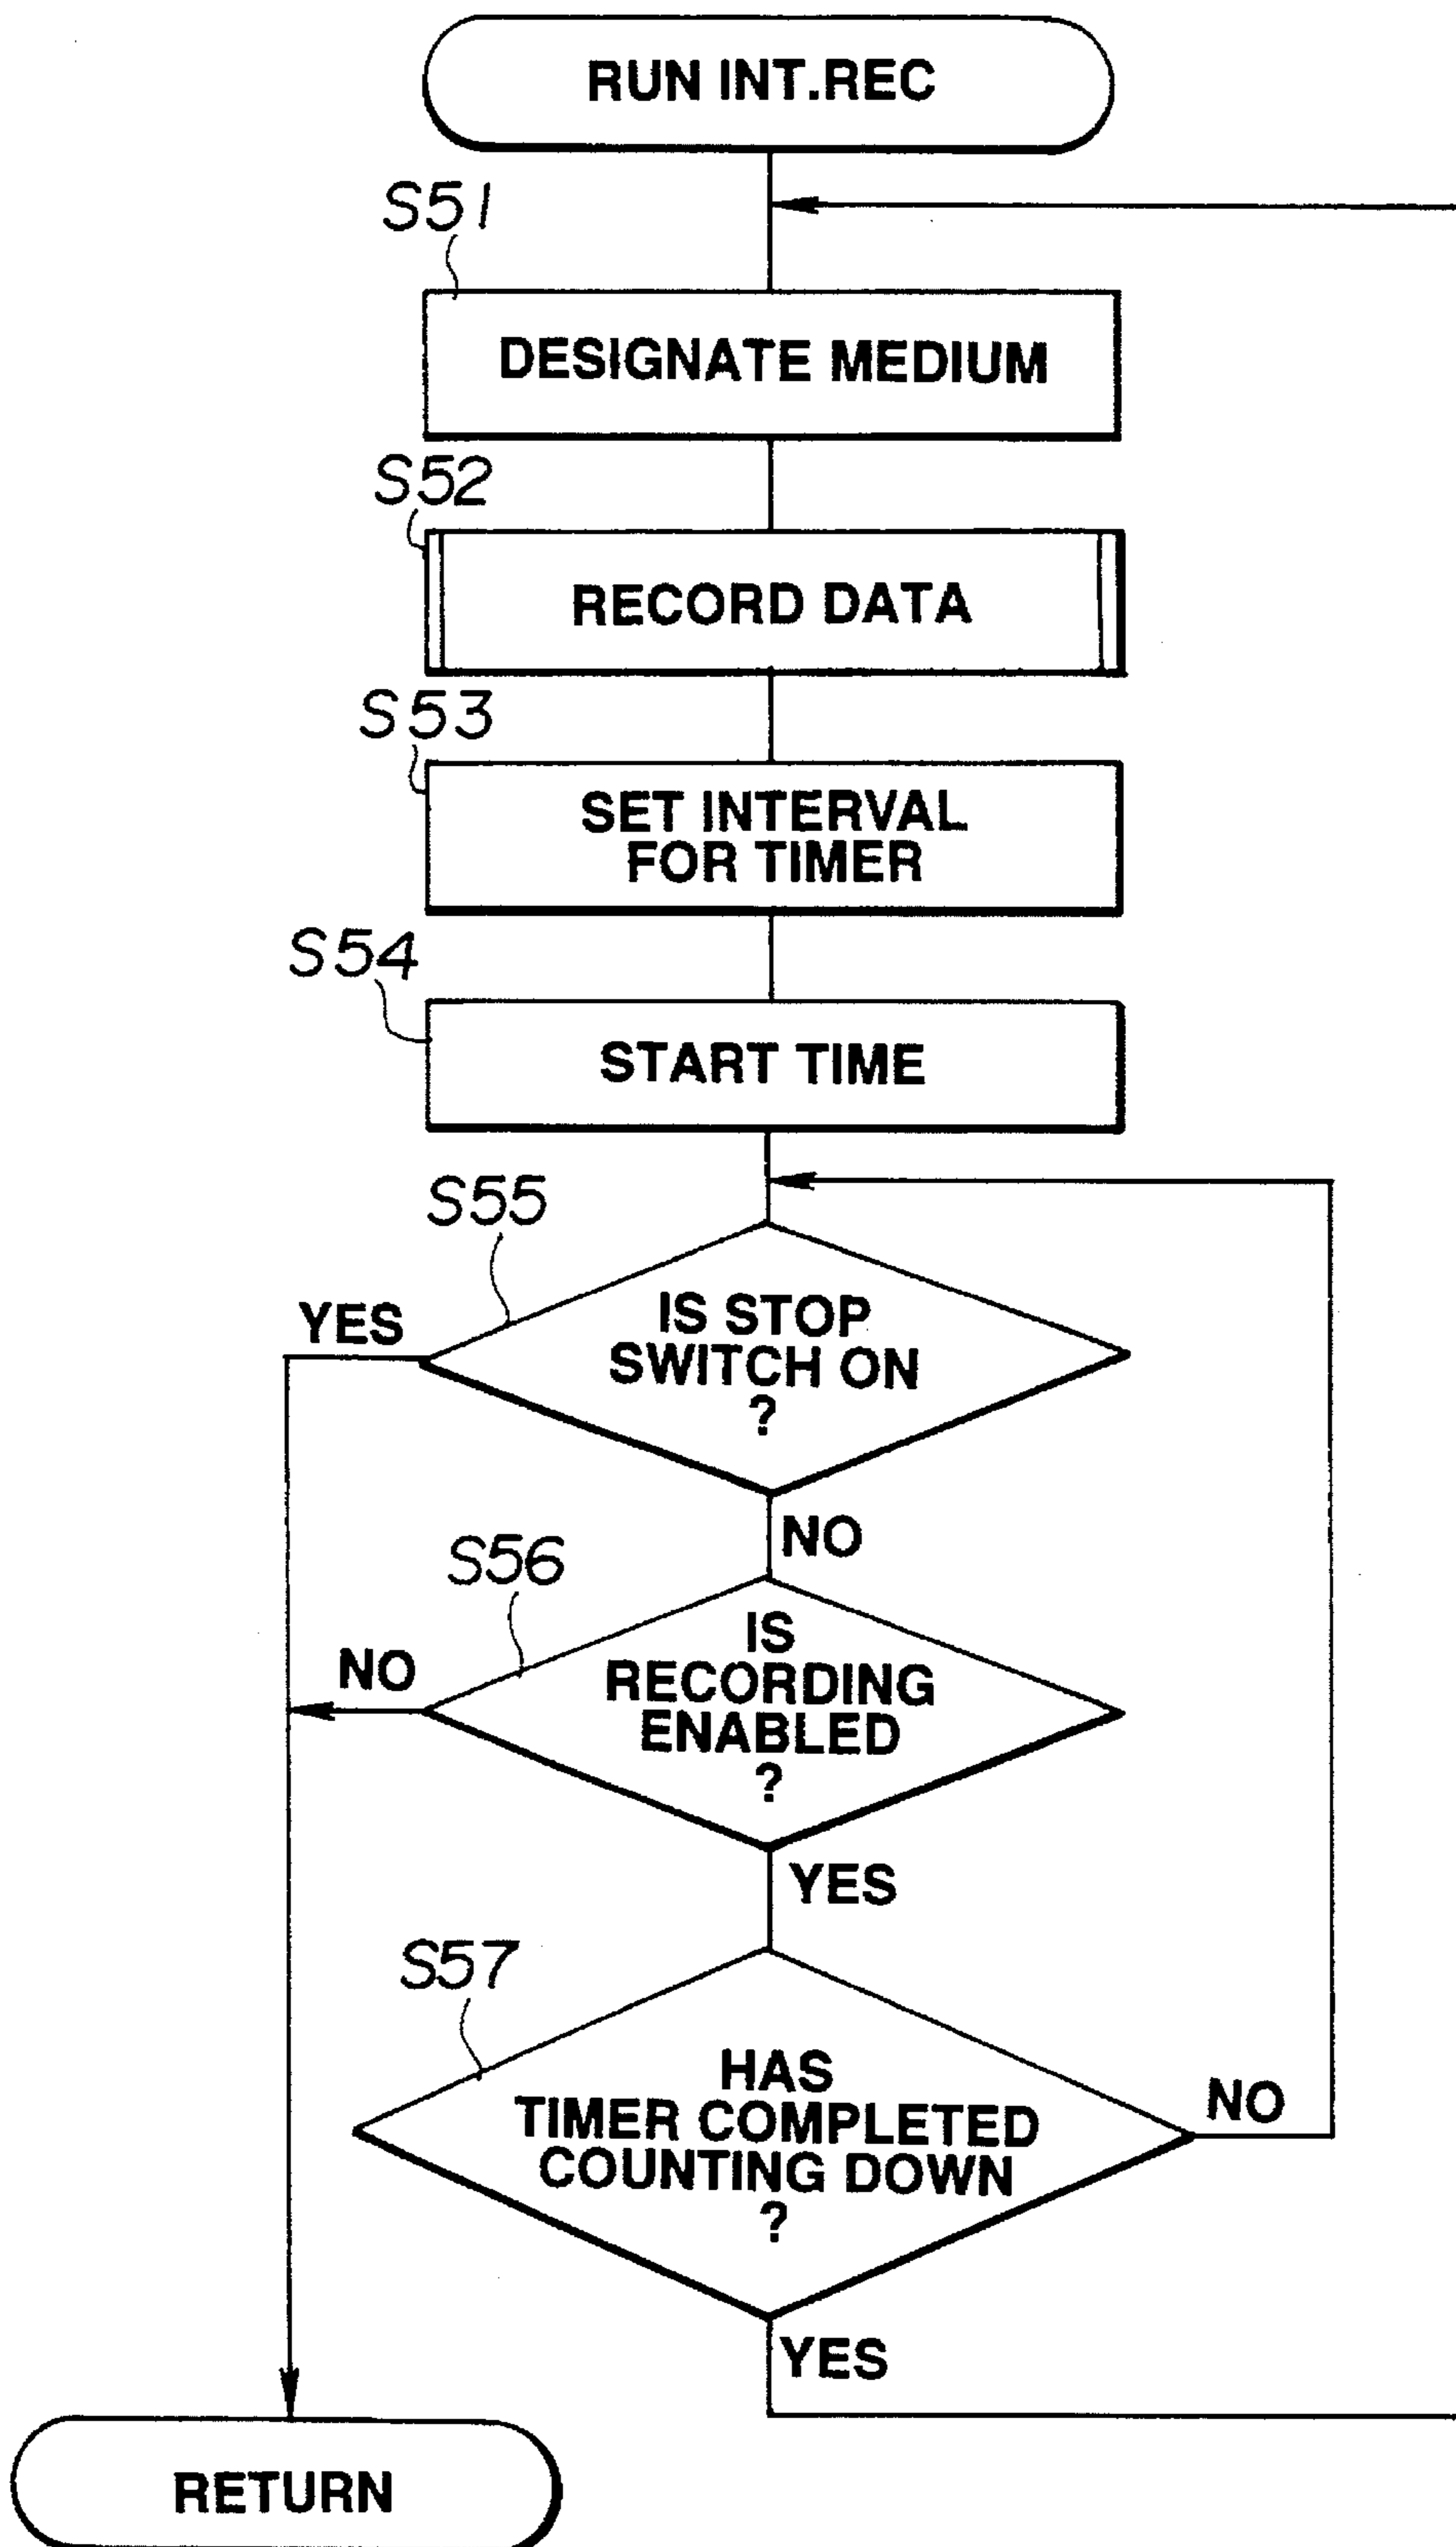 RUN INT.REC
S51
DESIGNATE MEDIUM
S52
RECORD DATA
S53
SET INTERVAL
FOR TIMER
S54
START TIME
S55
YES
IS STOP
SWITCH ON
?
NO
S56
NO
IS
RECORDING
ENABLED
?
YES
S57
HAS
TIMER COMPLETED
COUNTING DOWN
?
NO
YES
RETURN